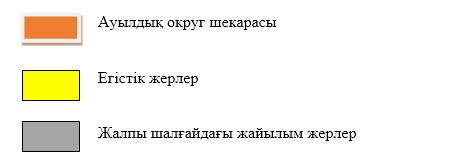 Ауылдық округ шекарасы
Егістік жерлер
Жалпы шалғайдағы жайылым жерлер